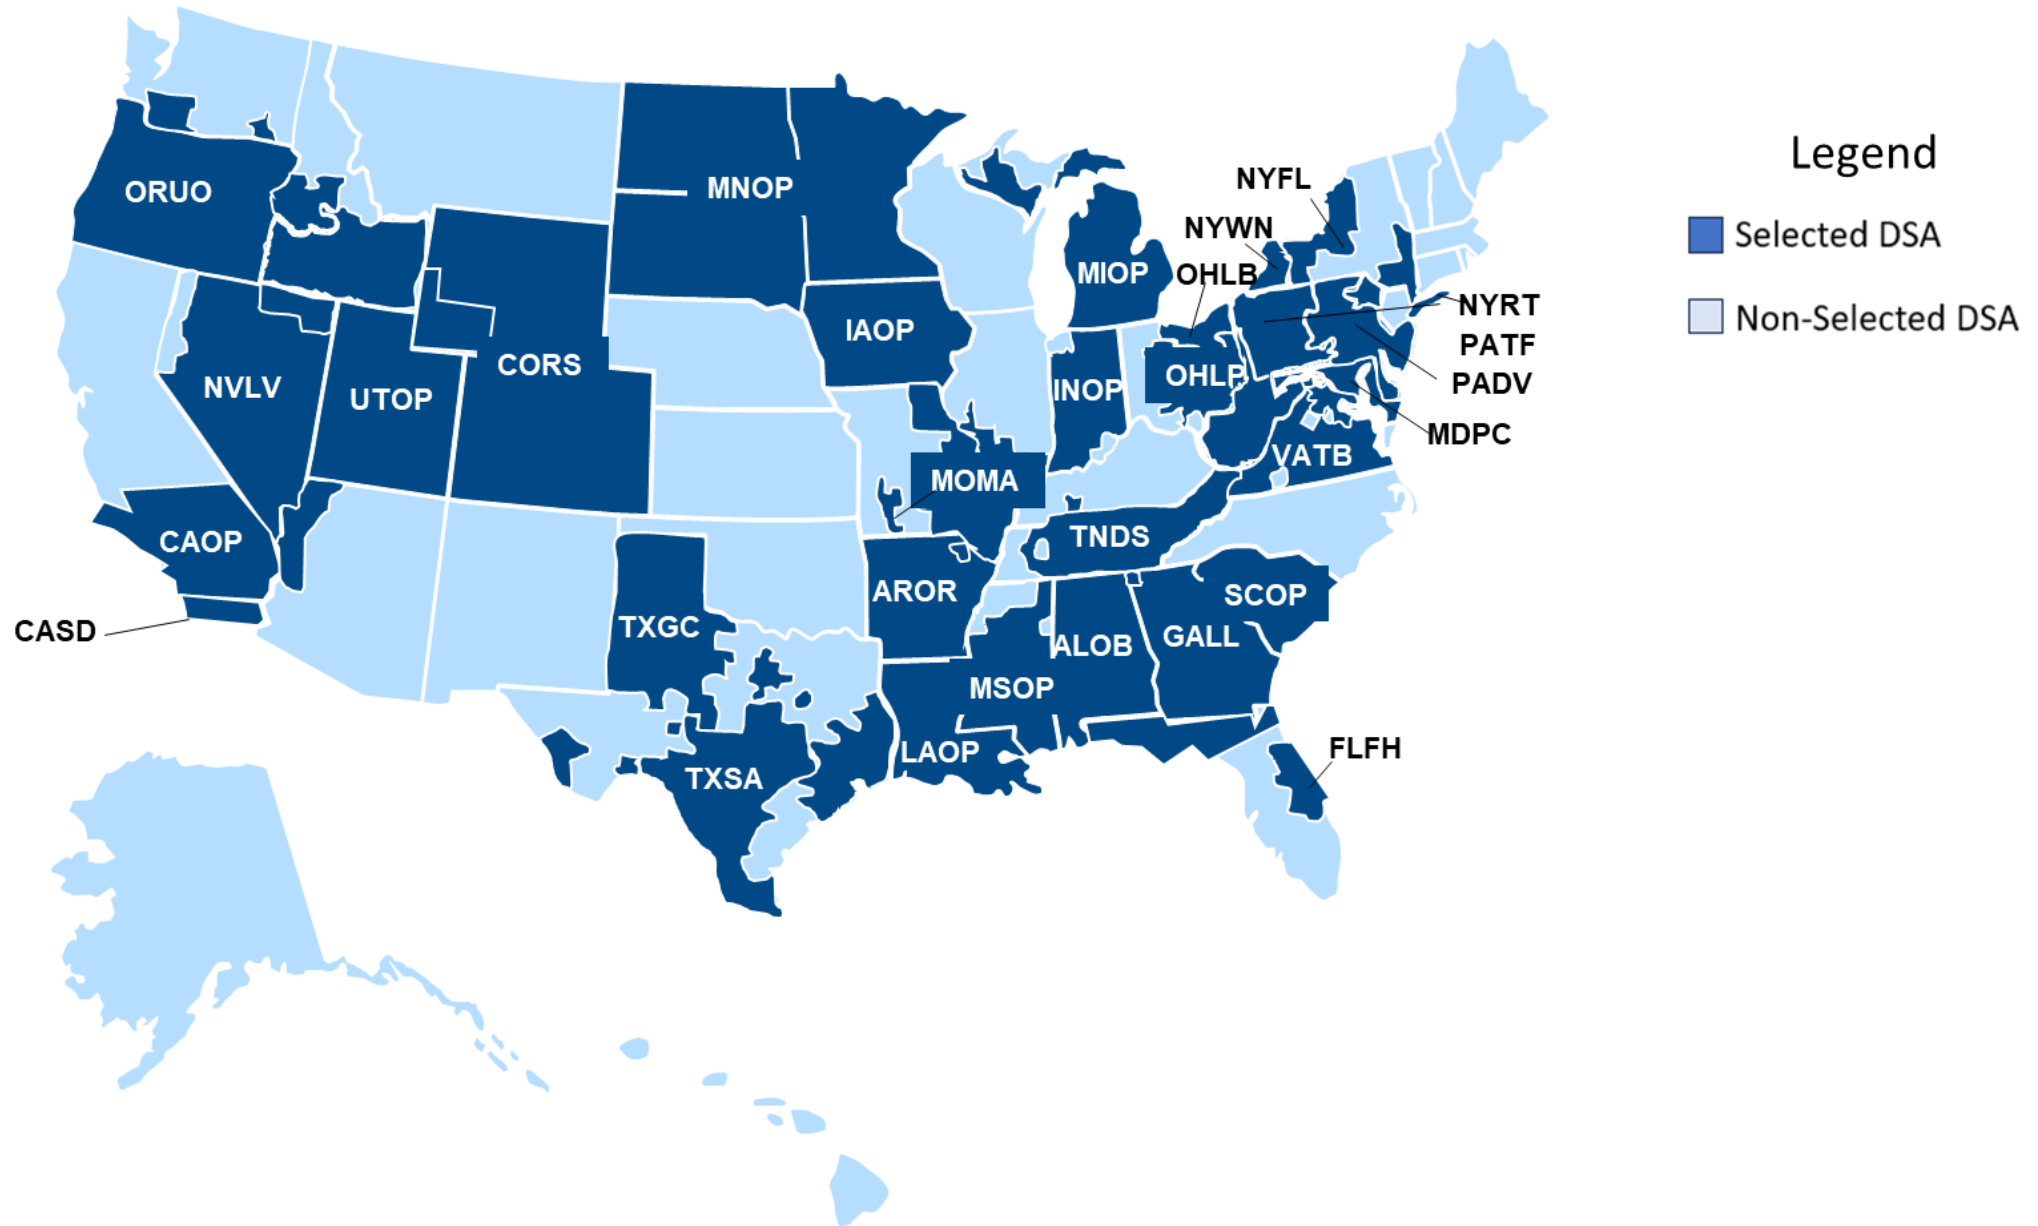 Legend
Selected DSA
Non-Selected DSA
ORUO
MNOP
NYFL
NYWN
OHLB
MIOP
NYRT
PATF
PADV
MDPC
IAOP
CORS
NVLV
UTOP
INOP
OHLP
VATB
MOMA
CAOP
TNDS
AROR
SCOP
CASD
TXGC
ALOB
GALL
MSOP
LAOP
FLFH
TXSA